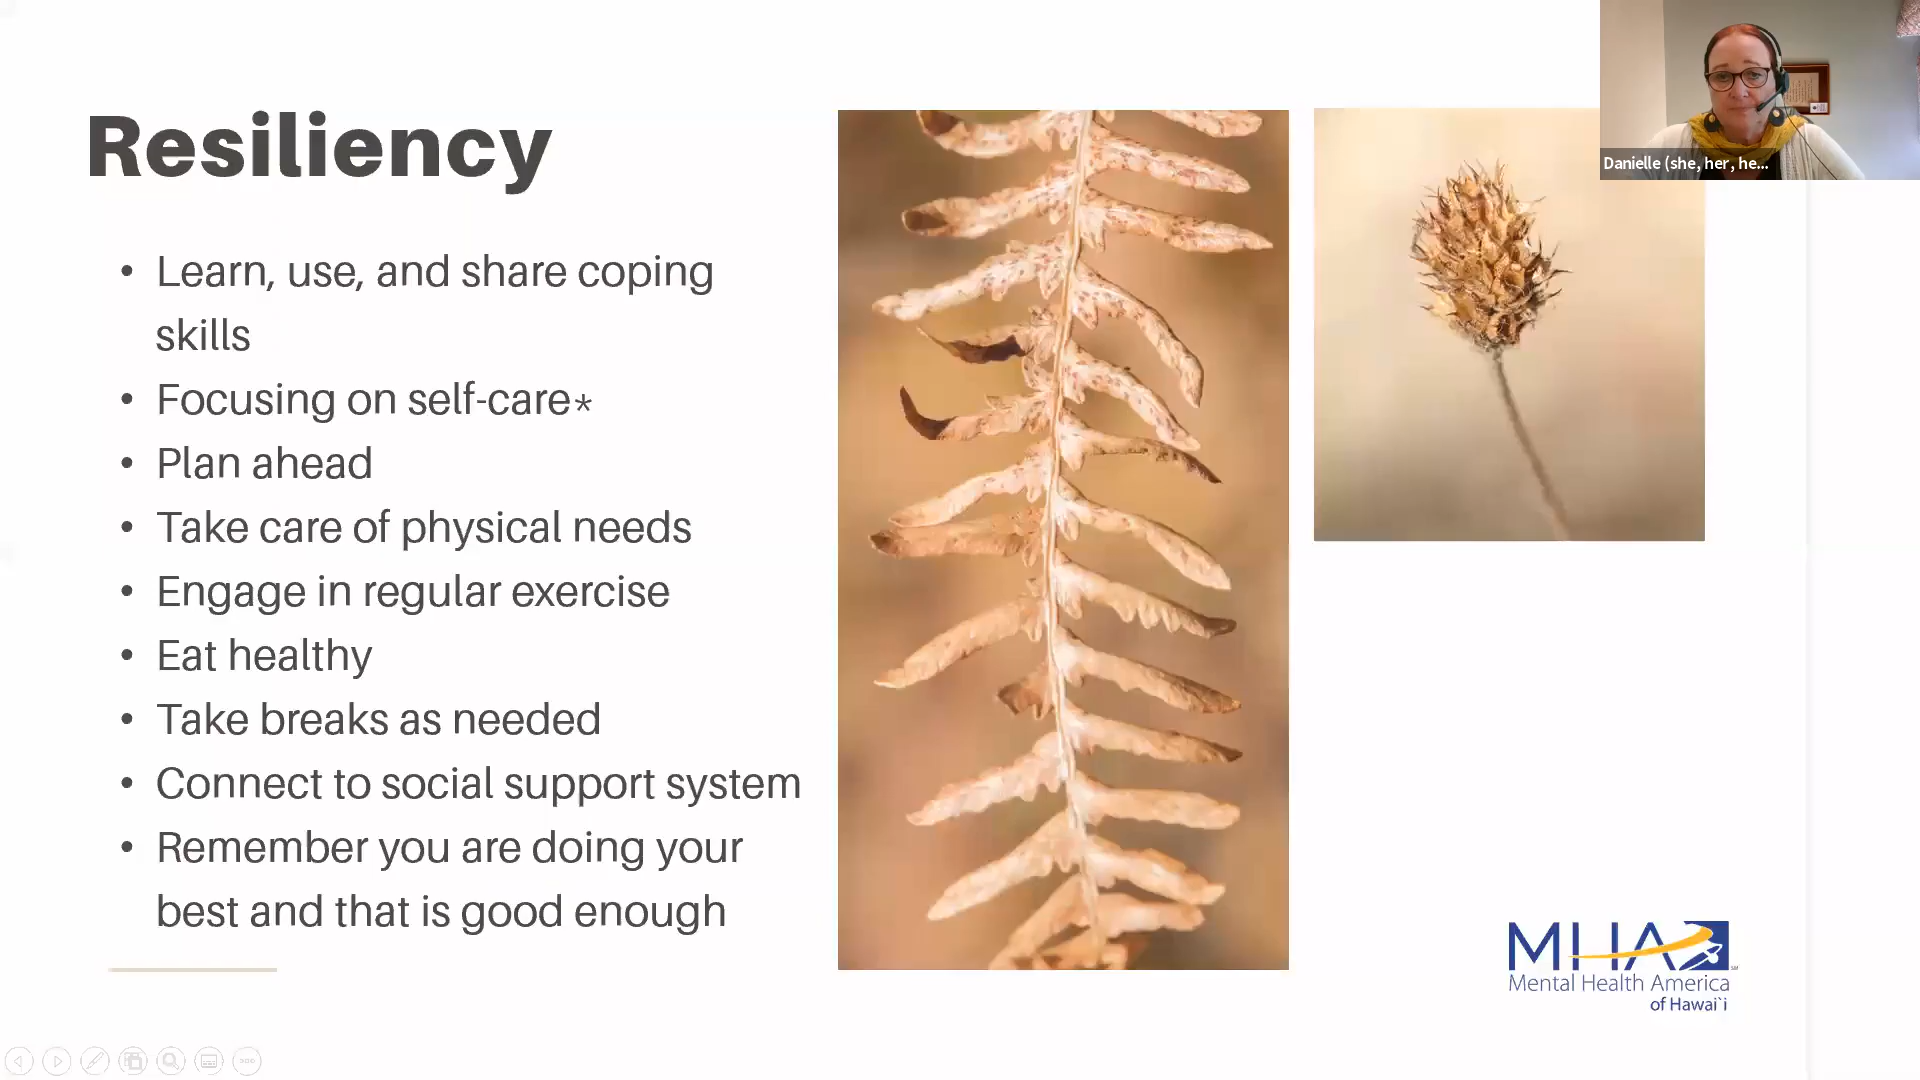 Resiliency
• Learn, use, and share coping
skills
• Focusing on self-care*
• Plan ahead
• Take care of physical needs
• Engage in regular exercise
• Eat healthy
• Take breaks as needed
• Connect to social support system
• Remember you are doing your
best and that is good enough
Danielle (she, her, he...
MHA
Mental Health America
of Hawai`i